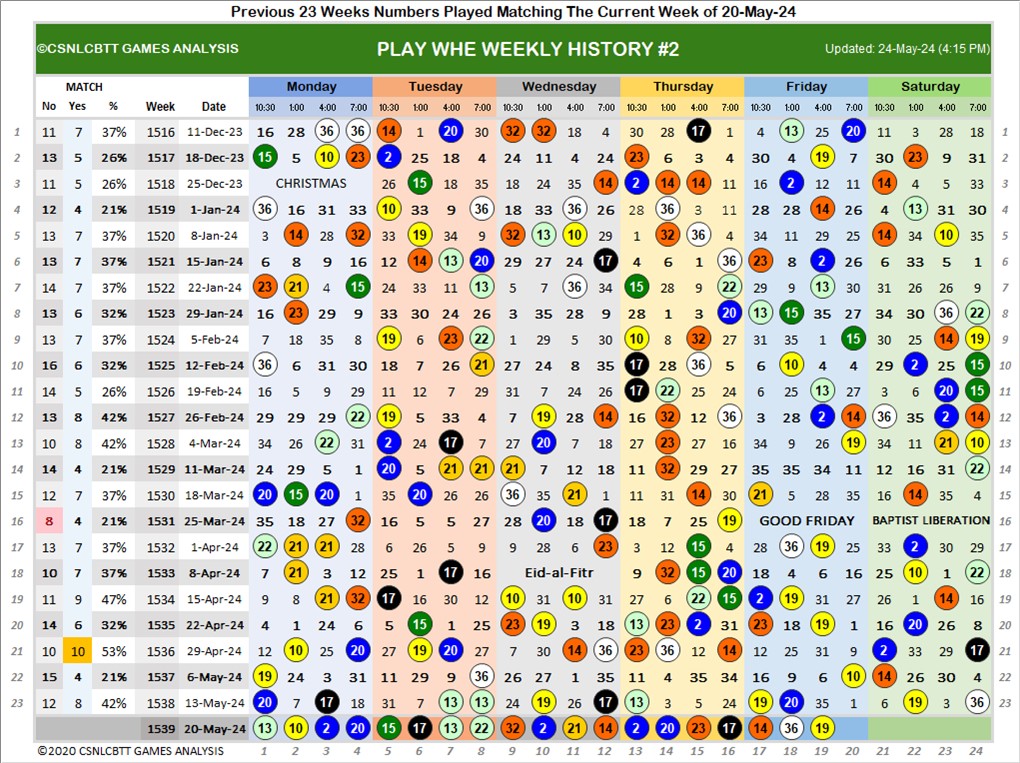 Previous 23 Weeks Numbers Played Matching The Current Week of 20-May-24
©CSNLCBTT GAMES ANALYSIS PLAY WHE WEEKLY HISTORY #2 Updated: 24-May-24 (4:15 PM)
MATCH Monday Tuesday Wednesday Thursday Friday Saturday
No Yes % Week Date 10:30 1:00 4:00 7:00 10:30 1:00 4:00 7:00 10:30 1:00 4:00 7:00 10:30 1:00 4:00 7:00 10:30 1:00 4:00 7:00 10:30 1:00 4:00 7:00
1 11 7 37% 1516 11-Dec-23 16 28 36 36 14 1 20 30 32 32 18 4 30 28 17 1 4 13 25 20 11 3 28 18 1
2 13 5 26% 1517 18-Dec-23 15 5 10 23 2 25 18 4 24 11 4 24 23 6 3 4 30 4 19 7 30 23 9 31 2
3 11 5 26% 1518 25-Dec-23 CHRISTMAS 26 15 18 35 18 24 35 14 2 14 14 11 16 2 12 11 14 4 5 33 3
4 12 4 21% 1519 1-Jan-24 36 16 31 33 10 33 9 36 18 33 36 26 28 36 3 11 28 28 14 26 4 13 31 30 4
5 13 7 37% 1520 8-Jan-24 3 14 28 32 33 19 34 9 32 13 10 29 1 32 36 4 34 11 29 25 14 34 10 35 5
6 13 7 37% 1521 15-Jan-24 6 8 9 16 12 14 13 20 29 27 24 17 4 6 1 36 23 8 2 26 6 33 5 1 6
7 14 7 37% 1522 22-Jan-24 23 21 4 15 24 33 11 13 5 7 36 34 15 28 9 22 29 9 13 30 31 26 26 9 7
8 13 6 32% 1523 29-Jan-24 16 23 29 9 33 30 24 26 3 35 28 9 28 1 3 20 13 15 35 27 34 30 36 22 8
9 13 7 37% 1524 5-Feb-24 7 18 35 8 19 6 23 22 1 29 5 30 10 8 32 27 31 35 1 15 30 25 14 19 9
10 16 6 32% 1525 12-Feb-24 36 6 31 30 18 7 26 21 27 24 8 35 17 28 36 5 6 10 4 4 29 2 25 15 10
11 14 5 26% 1526 19-Feb-24 16 5 9 29 11 12 7 29 31 7 24 26 17 22 25 9 6 25 13 27 3 6 20 15 11
12 13 8 42% 1527 26-Feb-24 29 29 29 22 19 5 33 4 7 19 28 14 16 32 12 36 3 28 2 14 36 35 2 14 12
13 10 8 42% 1528 4-Mar-24 34 26 22 31 2 24 17 7 27 20 7 18 27 23 27 16 34 9 26 19 34 11 21 10 13
14 14 4 21% 1529 11-Mar-24 24 29 5 1 20 5 21 21 21 7 12 18 11 32 29 27 35 35 34 11 12 16 31 22 14
15 12 7 37% 1530 18-Mar-24 20 15 20 1 35 20 26 26 36 35 21 1 15 31 14 30 21 5 28 35 16 14 35 4 15
16 8 4 21% 1531 25-Mar-24 35 18 27 32 16 5 5 27 28 20 18 17 18 7 25 19 GOOD FRIDAY BAPTIST LIBERATION 16
17 13 7 37% 1532 1-Apr-24 22 21 21 28 6 26 5 9 9 28 6 23 3 12 15 4 28 36 19 25 33 2 30 29 17
18 10 7 37% 1533 8-Apr-24 7 21 3 12 25 1 17 16 Eid-al-Fitr 9 32 15 20 18 4 6 16 25 10 1 22 18
19 11 9 47% 1534 15-Apr-24 9 8 21 32 17 16 30 12 10 31 10 31 27 6 22 15 2 19 31 27 26 1 14 16 19
20 14 6 32% 1535 22-Apr-24 4 1 24 6 5 15 1 25 23 19 3 18 13 23 2 31 23 18 19 1 16 20 26 8 20
21 10 10 53% 1536 29-Apr-24 12 10 25 20 27 19 20 27 30 11 14 36 23 36 12 14 12 25 31 9 2 33 29 17 21
22 15 4 21% 1537 6-May-24 19 24 3 31 11 29 9 36 26 27 1 35 11 4 35 34 16 9 6 10 14 26 30 4 22
23 12 8 42% 1538 13-May-24 20 7 17 18 31 7 13 13 24 19 26 17 13 3 5 24 19 20 35 1 6 19 3 36 23
1539 20-May-24 13 10 2 20 15 17 13 22 32 2 21 14 2 20 23 17 14 36 19
©2020 CSNLCBTT GAMES ANALYSIS 1 2 3 4 5 6 7 8 9 10 11 12 13 14 15 16 17 18 19 20 21 22 23 24